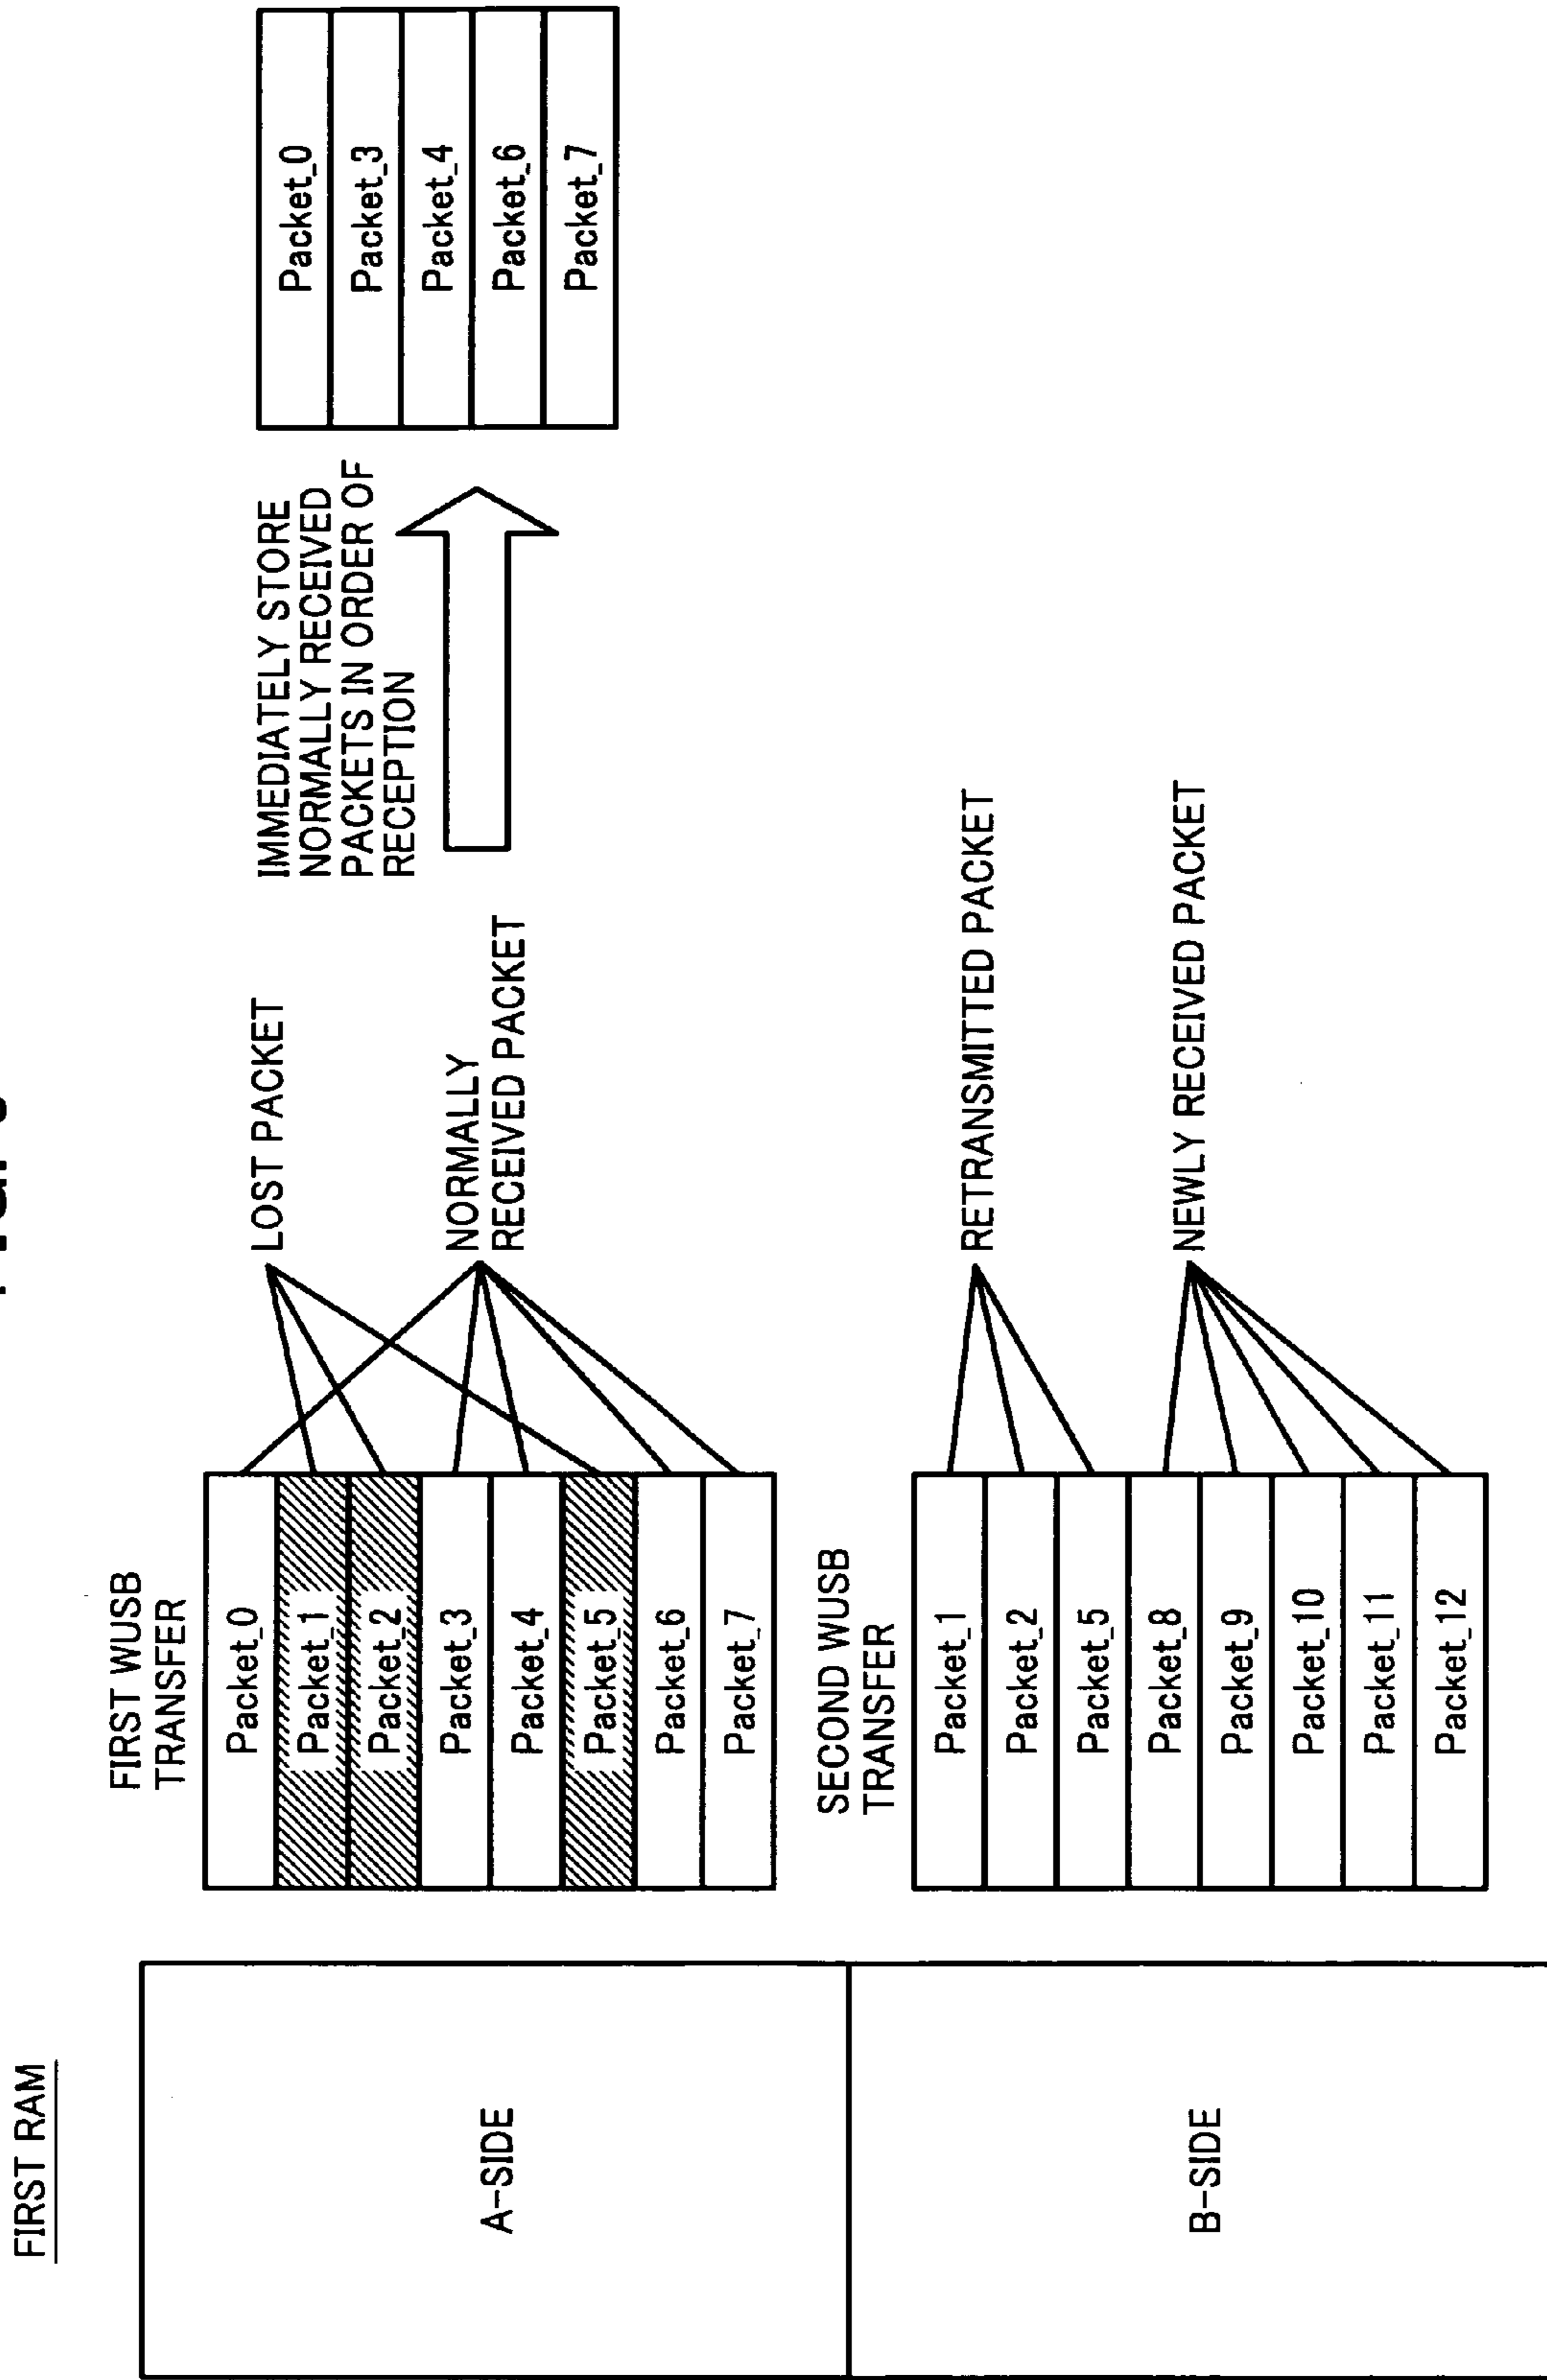 FIRST RAM
A-SIDE
B-SIDE
FIRST WUSB
TRANSFER
Packet_0
Packet_1
Packet_2
Packet_3
Packet_4
Packet_5
Packet_6
Packet_7
LOST PACKET
NORMALLY
RECEIVED PACKET
IMMEDIATELY STORE
NORMALLY RECEIVED
PACKETS IN ORDER OF
RECEPTION
Packet_0
Packet_3
Packet_4
Packet_6
Packet_7
SECOND WUSB
TRANSFER
Packet_1
Packet_2
Packet_5
Packet_8
Packet_9
Packet_10
Packet_11
Packet_12
RETRANSMITTED PACKET
NEWLY RECEIVED PACKET